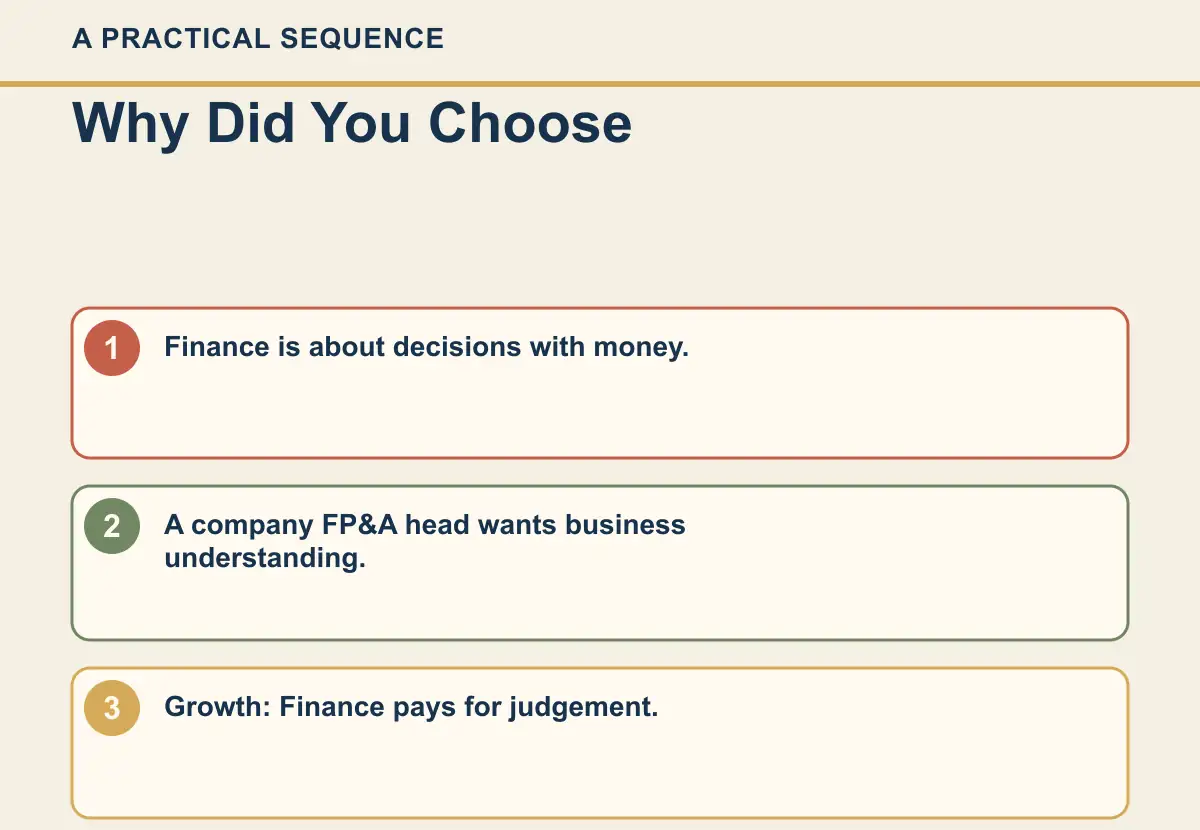 A PRACTICAL SEQUENCE
Why Did You Choose
1
Finance is about decisions with money.
2
A company FP&A head wants business
understanding.
3
Growth: Finance pays for judgement.